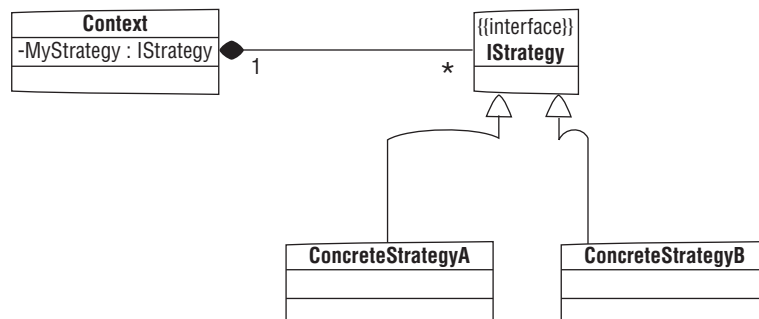 Context
-MyStrategy : IStrategy
{{interface}}
IStrategy
1
*
ConcreteStrategyA
ConcreteStrategyB